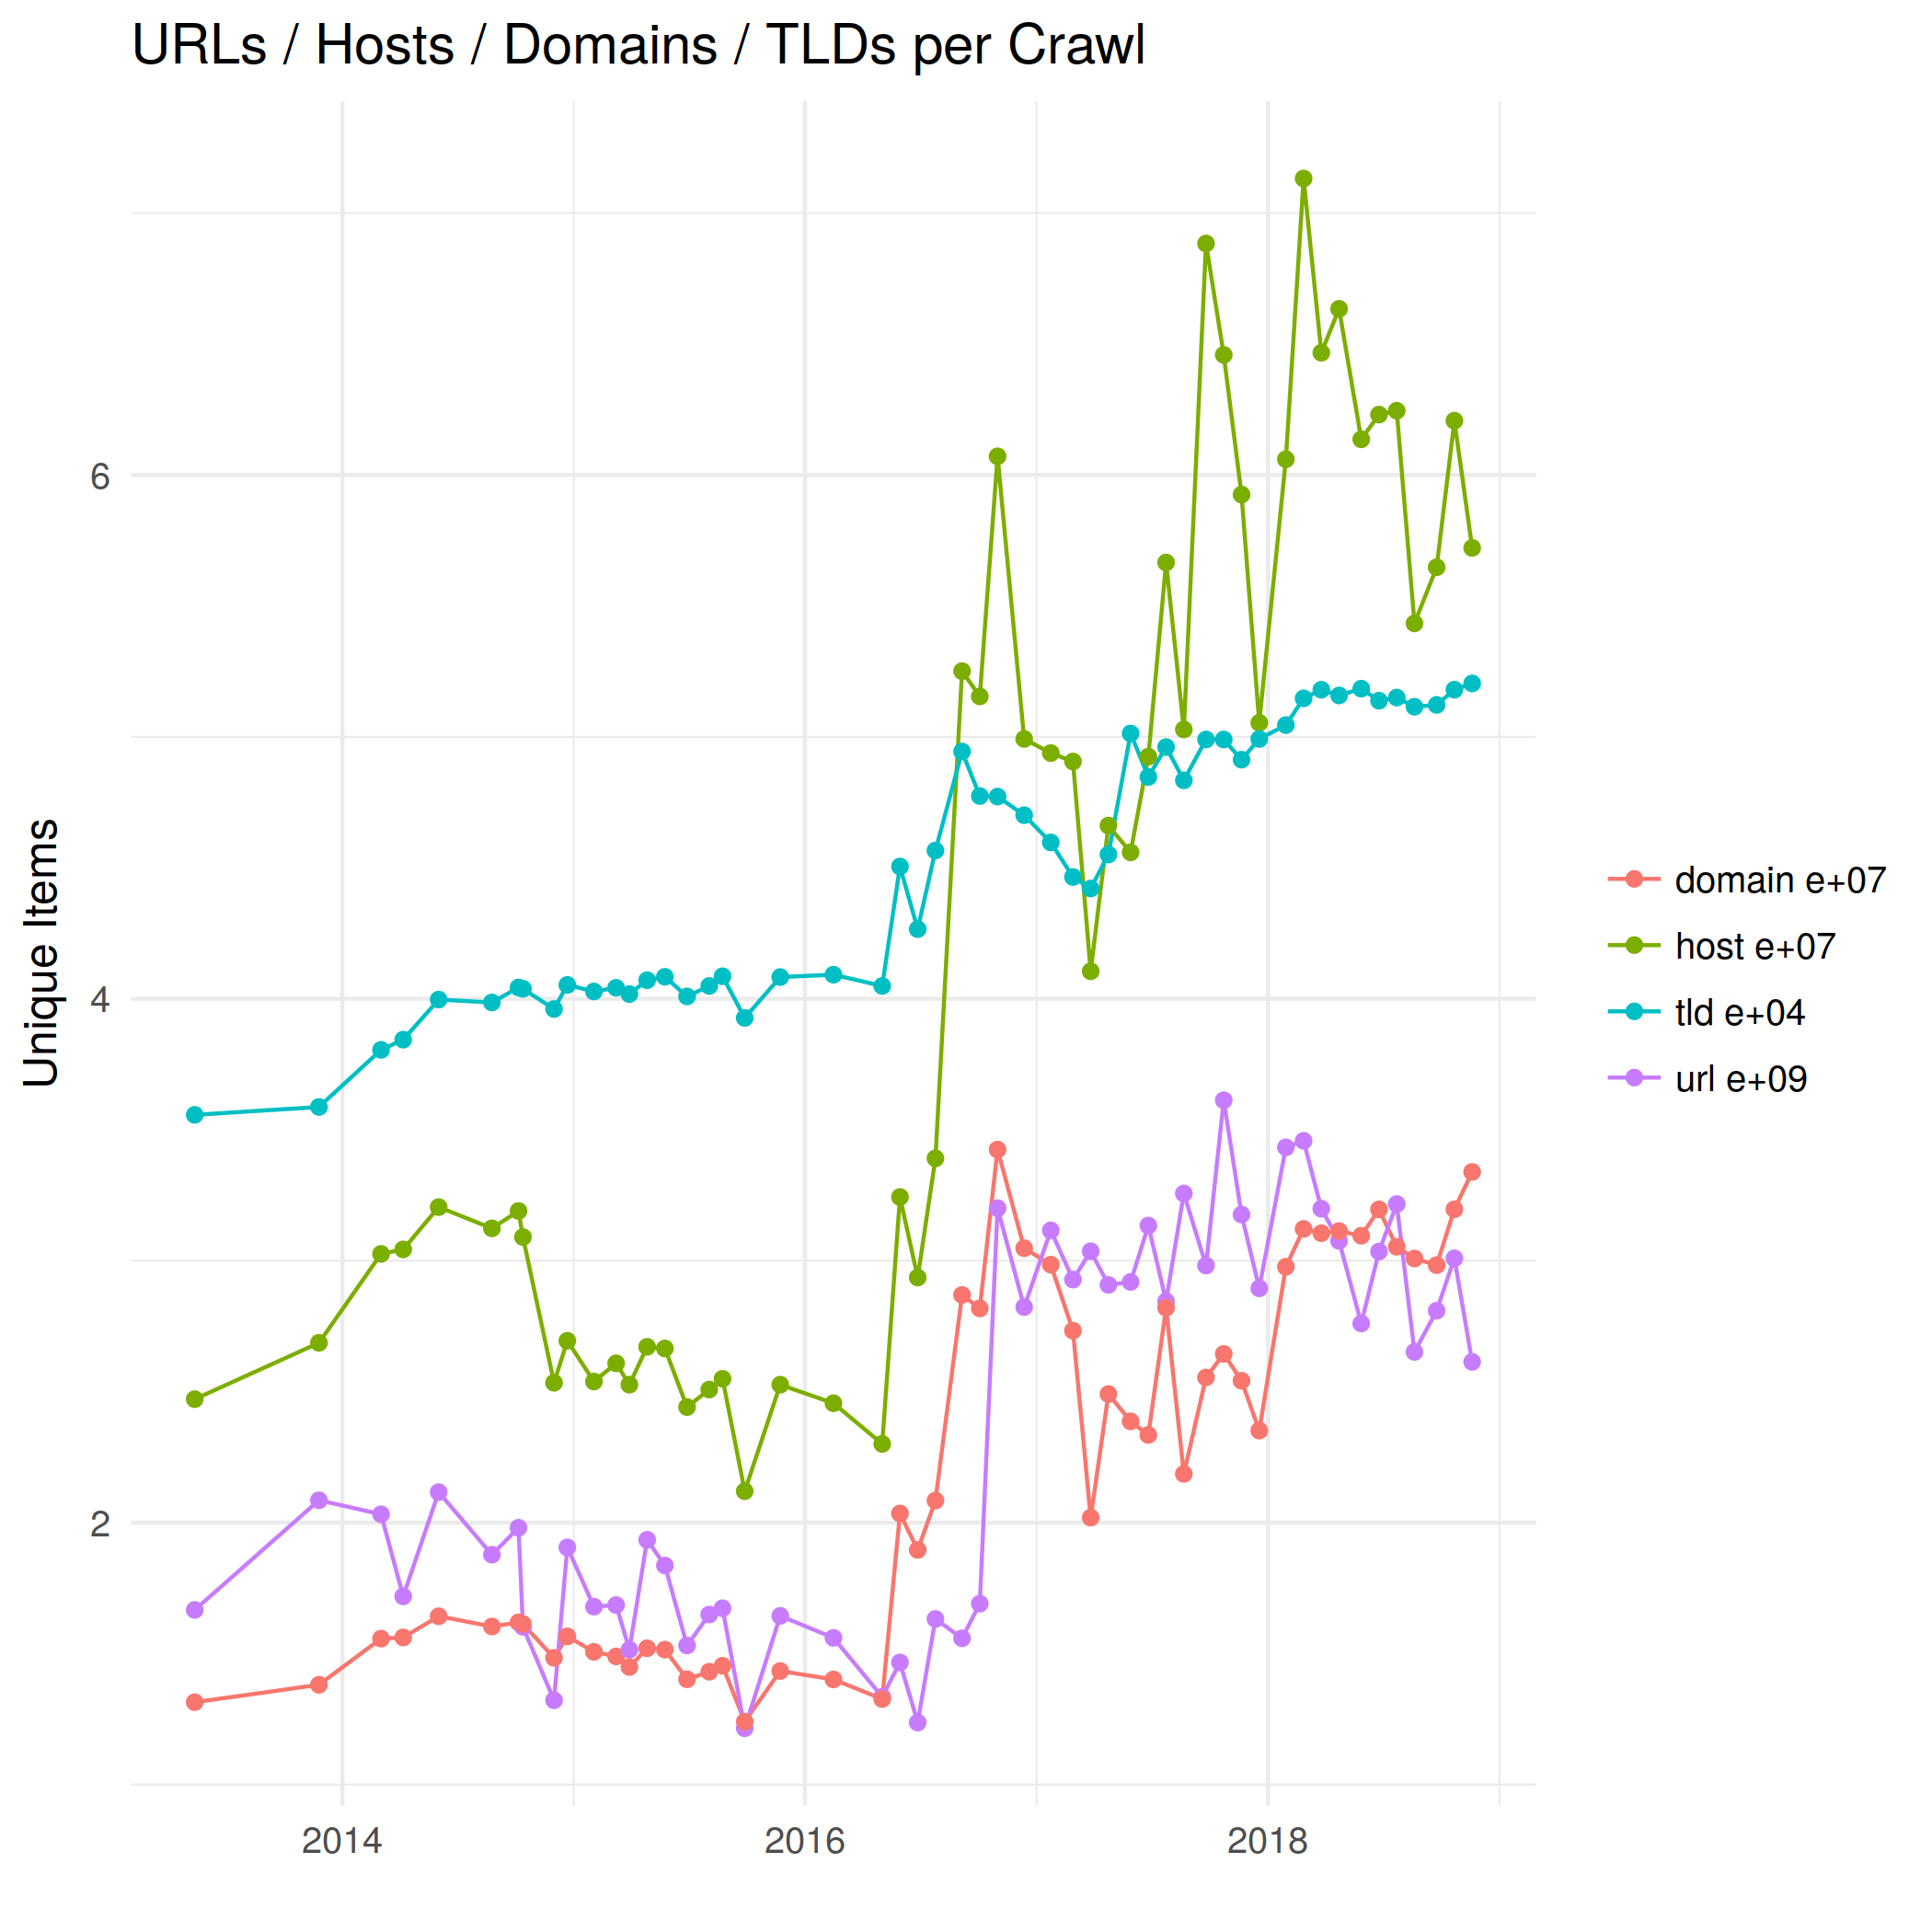 URLs / Hosts / Domains / TLDs per Crawl
Unique Items
6
4
2
2014
2016
2018
domain e+07
host e+07
tld e+04
url e+09